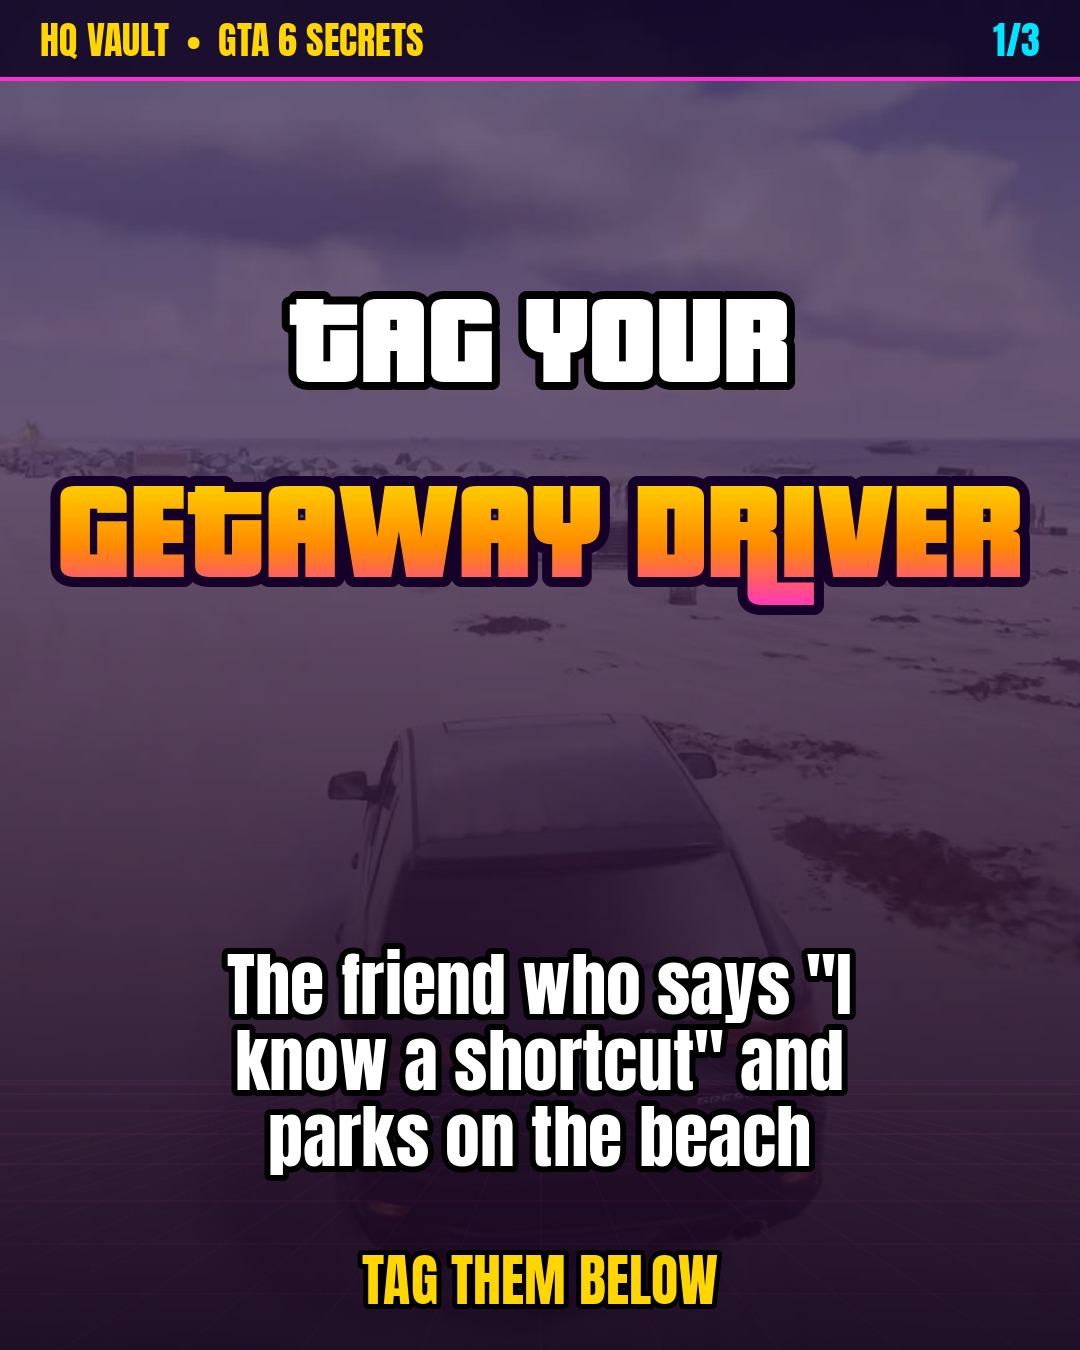 HQ VAULT • GTA 6 SECRETS
1/3
TAG YOUR
GETAWAY DRIVER
The friend who says "I
know a shortcut" and
parks on the beach
TAG THEM BELOW